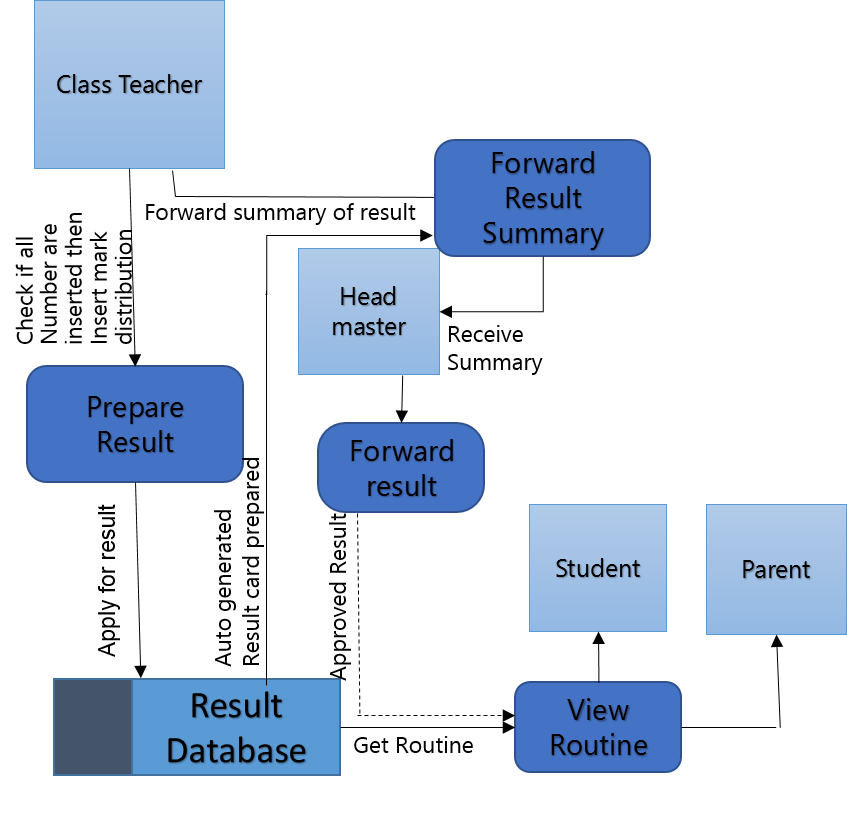 Class Teacher
Forward
Result
Summary
Forward summary of result
Check if all
Number are
inserted then
Insert mark
distribution
Head
master
Receive
Summary
Prepare
Result
Forward
result
Apply for result
Auto generated
Result card prepared
Approved Result
Student
Parent
Result
Database
Get Routine
View
Routine